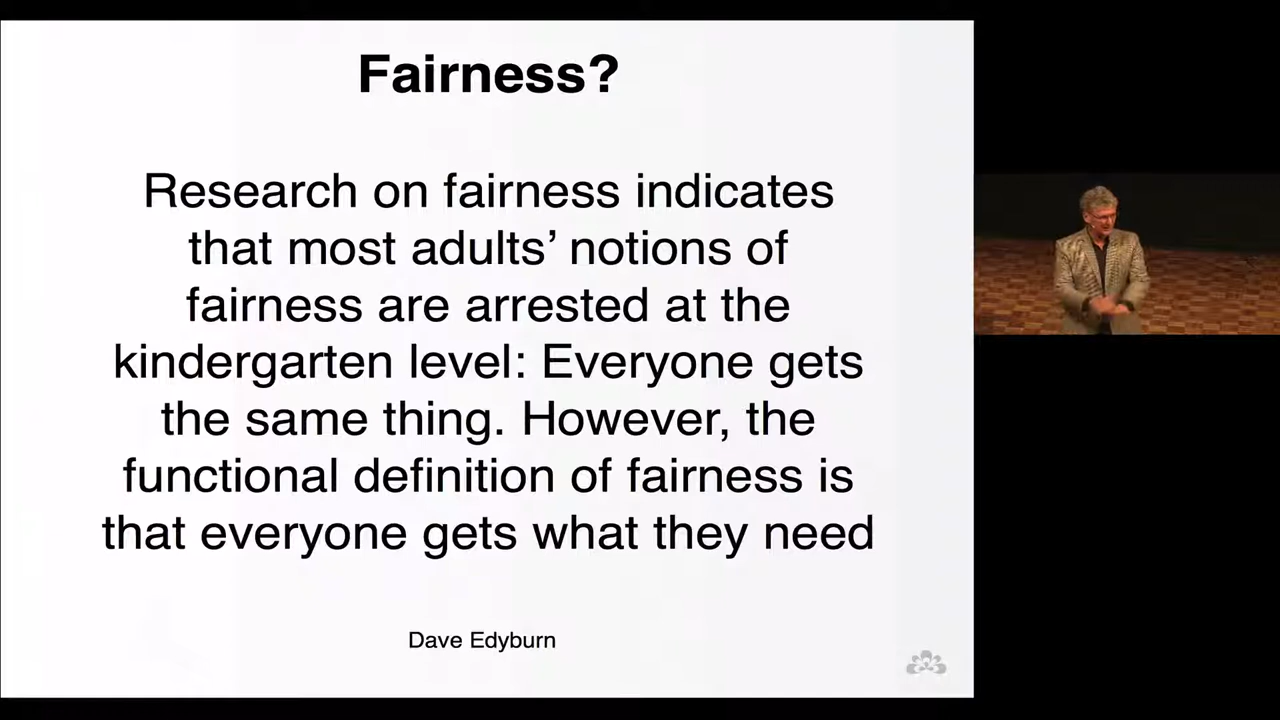 Fairness?
Research on fairness indicates
that most adults’ notions of
fairness are arrested at the
kindergarten level: Everyone gets
the same thing. However, the
functional definition of fairness is
that everyone gets what they need
Dave Edyburn